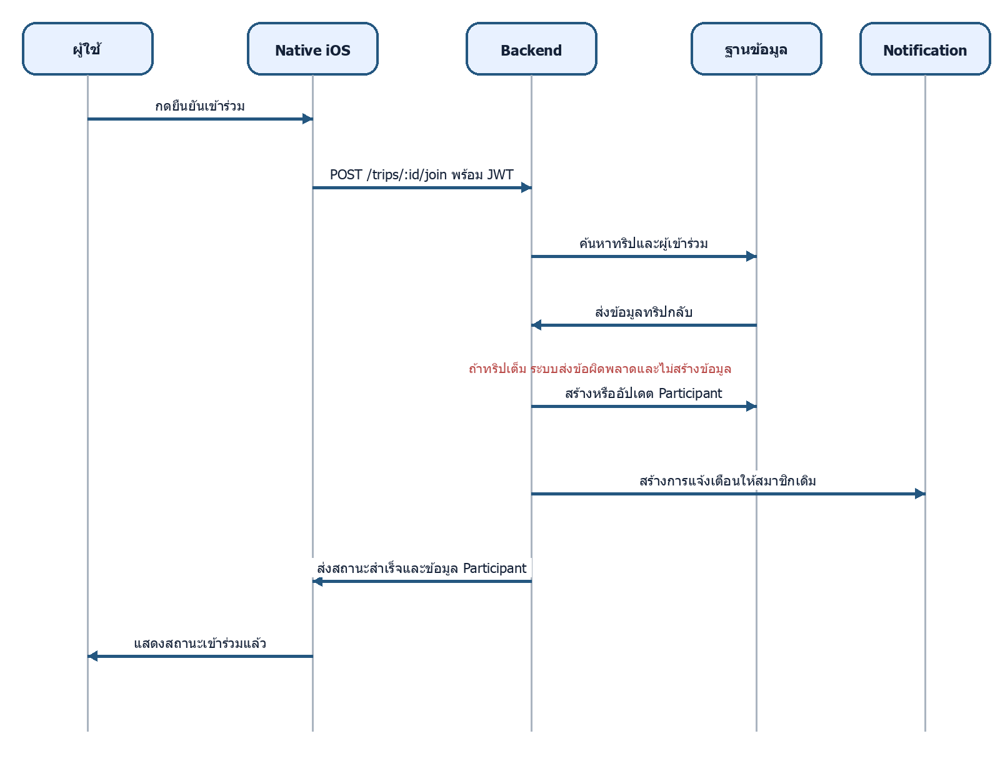 ผู้ใช้
Native iOS
Backend
ฐานข้อมูล
Notification
กดยืนยันเข้าร่วม
POST /trips/:id/join พร้อม JWT
ค้นหาทริปและผู้เข้าร่วม
ส่งข้อมูลทริปกลับ
ถ้าทริปเต็ม ระบบส่งข้อผิดพลาดและไม่สร้างข้อมูล
สร้างหรืออัปเดต Participant
สร้างการแจ้งเตือนให้สมาชิกเดิม
ส่งสถานะสำเร็จและข้อมูล Participant
แสดงสถานะเข้าร่วมแล้ว